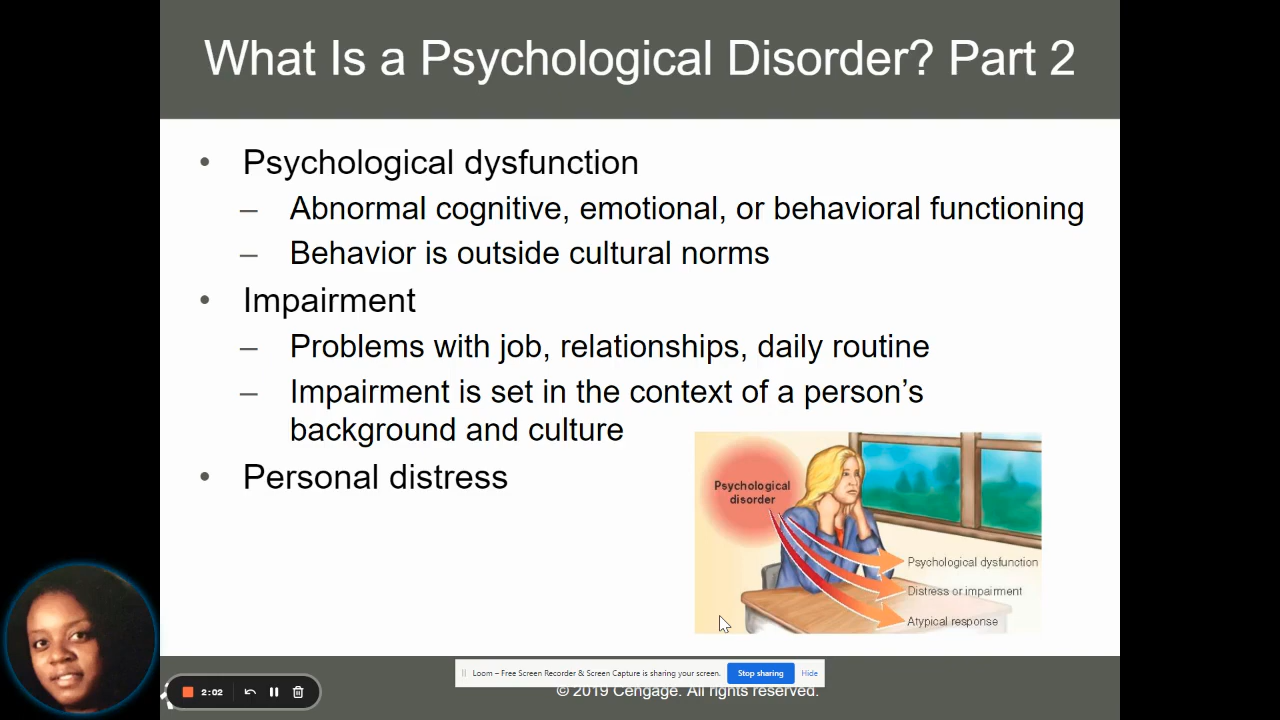 What Is a Psychological Disorder? Part 2
• Psychological dysfunction
– Abnormal cognitive, emotional, or behavioral functioning
– Behavior is outside cultural norms
• Impairment
– Problems with job, relationships, daily routine
– Impairment is set in the context of a person’s
background and culture
• Personal distress
Psychological
disorder
Psychological dysfunction
Distress or impairment
Atypical response
Loom – Free Screen Recorder & Screen Capture is sharing your screen.
Stop sharing
Hide
2:02
© 2019 Cengage. All rights reserved.